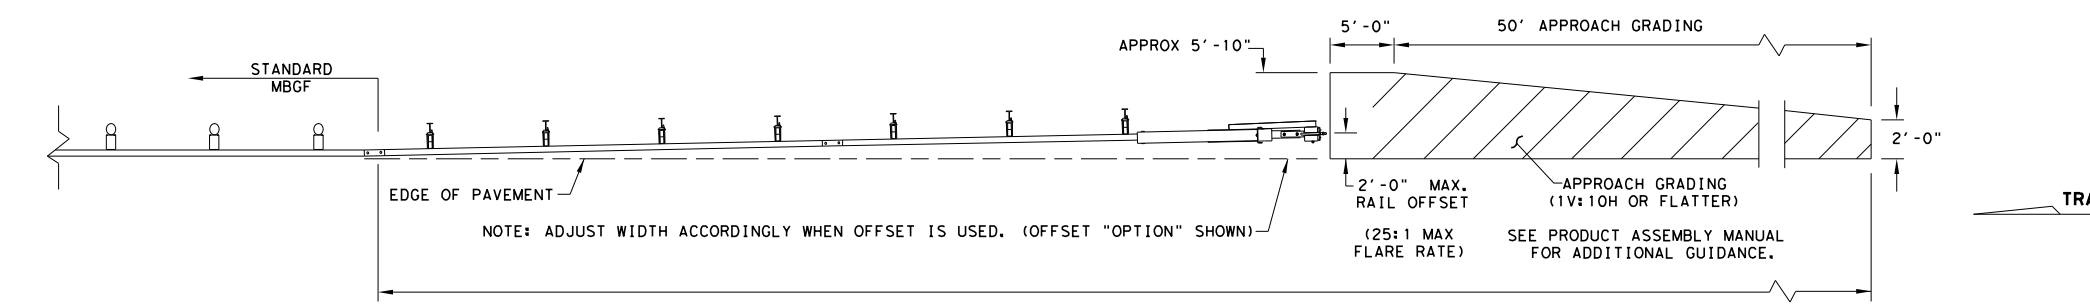 5'-0"
50' APPROACH GRADING
APPROX 5'-10"
STANDARD
MBGF
2'-0"
EDGE OF PAVEMENT
2'-0" MAX.
RAIL OFFSET
APPROACH GRADING
(1V:10H OR FLATTER)
NOTE: ADJUST WIDTH ACCORDINGLY WHEN OFFSET IS USED. (OFFSET "OPTION" SHOWN)
(25:1 MAX
FLARE RATE)
SEE PRODUCT ASSEMBLY MANUAL
FOR ADDITIONAL GUIDANCE.